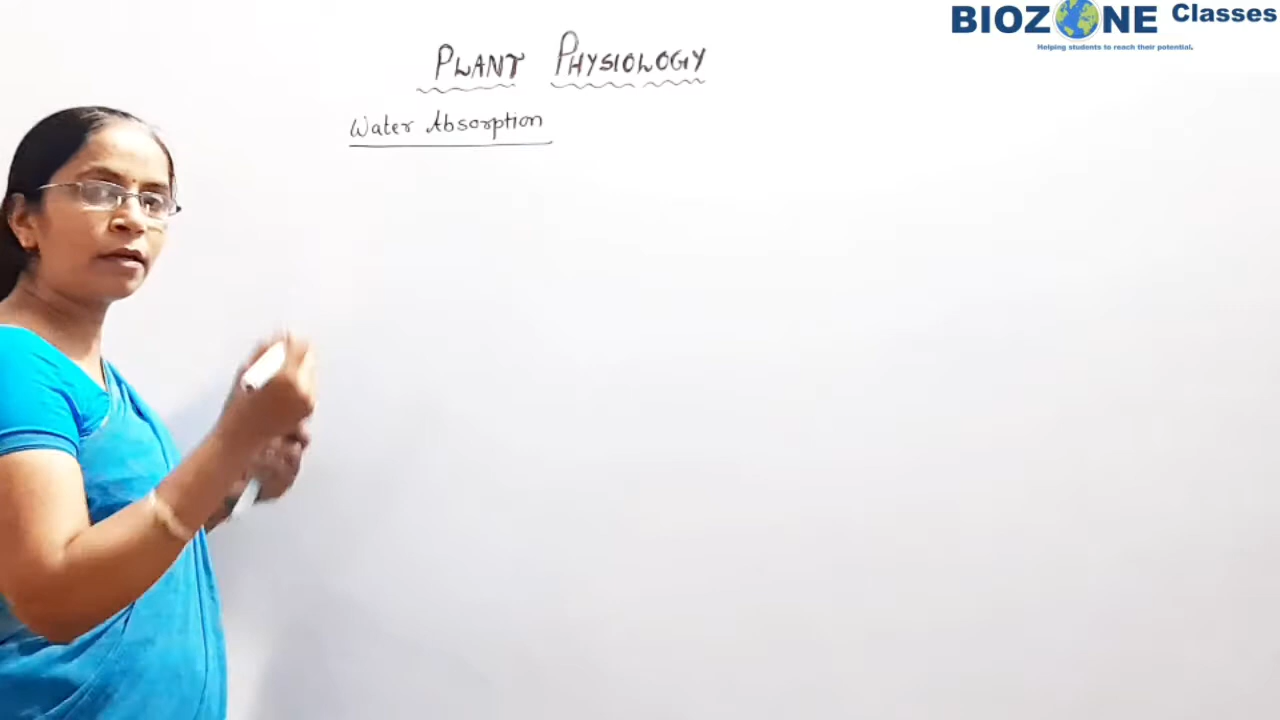 BIOZONE Classes
Helping students to reach their potential.
PLANT PHYSIOLOGY
Water Absorption